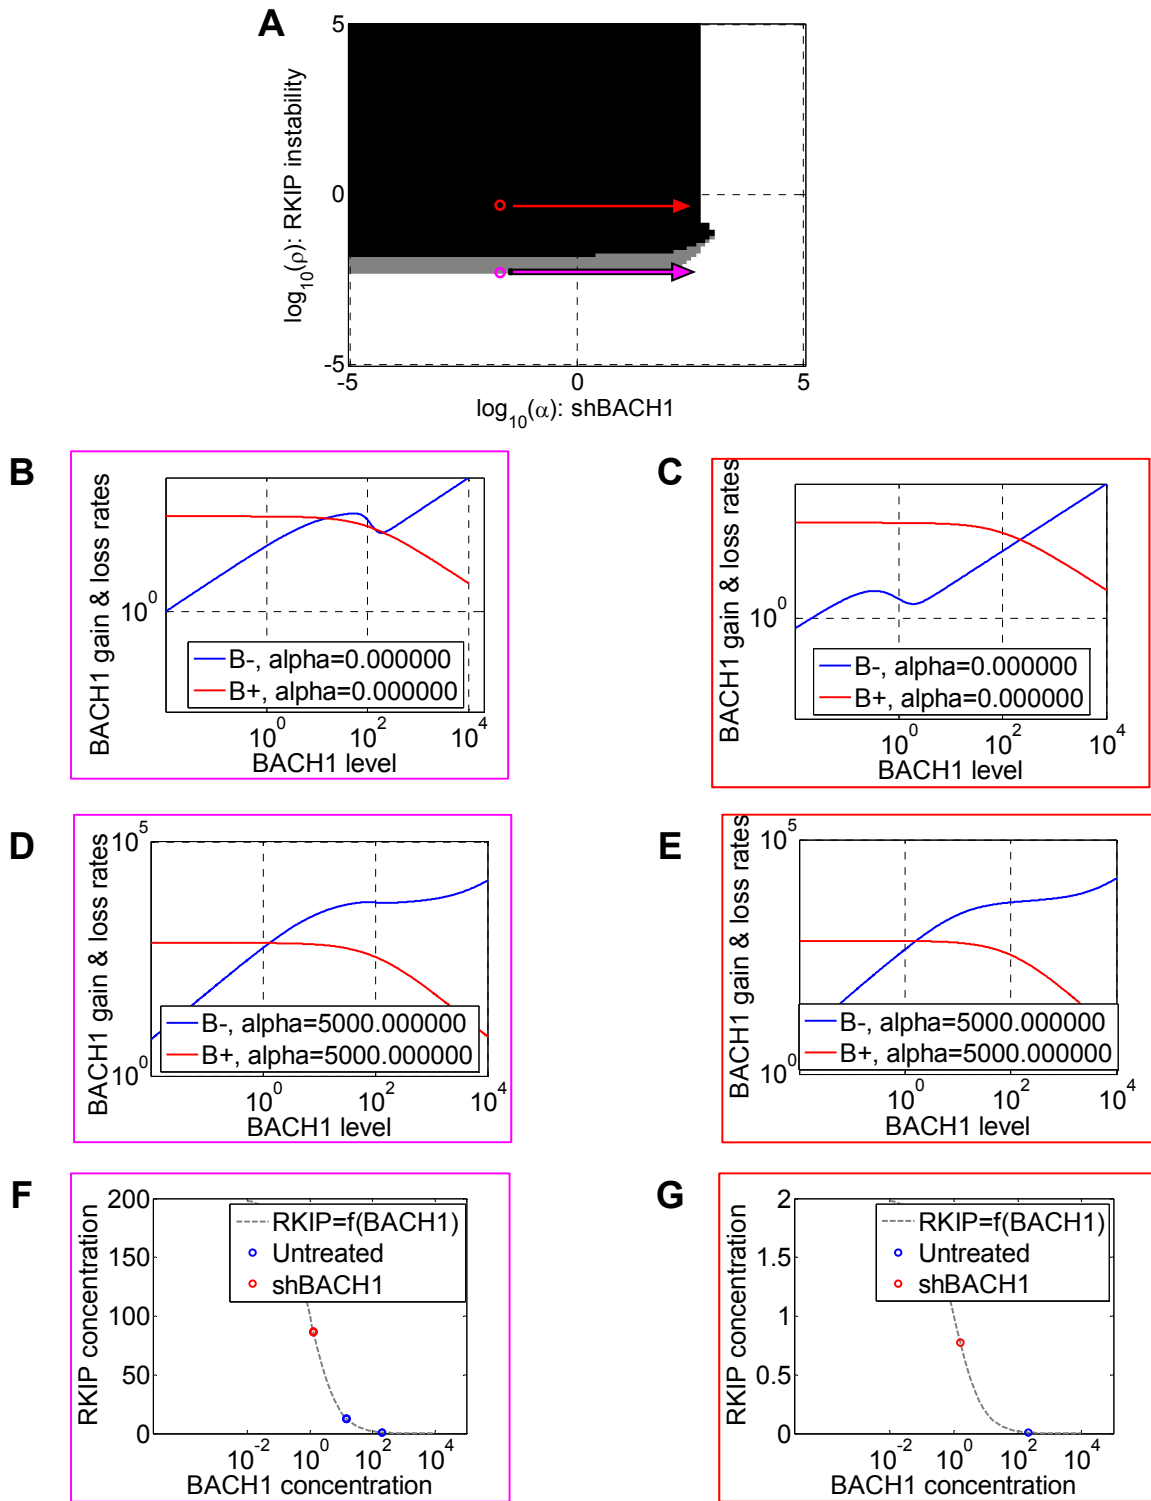 A
5
0
-5
log10(ρ): RKIP instability
-5
0
5
log10(α): shBACH1
B
BACH1 gain & loss rates
10^0
B-, alpha=0.000000
B+, alpha=0.000000
10^0
10^2
10^4
BACH1 level
C
BACH1 gain & loss rates
10^0
B-, alpha=0.000000
B+, alpha=0.000000
10^0
10^2
10^4
BACH1 level
D
BACH1 gain & loss rates
10^5
10^0
B-, alpha=5000.000000
B+, alpha=5000.000000
10^0
10^2
10^4
BACH1 level
E
BACH1 gain & loss rates
10^5
10^0
B-, alpha=5000.000000
B+, alpha=5000.000000
10^0
10^2
10^4
BACH1 level
F
RKIP concentration
200
150
100
50
0
RKIP=f(BACH1)
Untreated
shBACH1
10^-2
10^0
10^2
BACH1 concentration
G
RKIP concentration
2
1.5
1
0.5
0
RKIP=f(BACH1)
Untreated
shBACH1
10^-2
10^0
10^2
BACH1 concentration